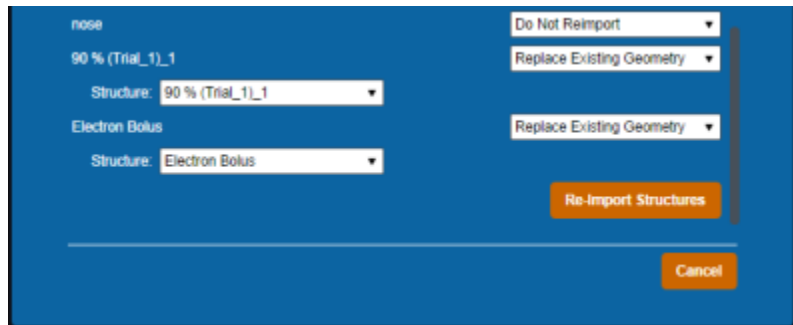 nose Do Not Reimport
90 % (Trial_1)_1 Replace Existing Geometry
Structure: 90 % (Trial_1)_1
Electron Bolus Replace Existing Geometry
Structure: Electron Bolus
Re-Import Structures
Cancel